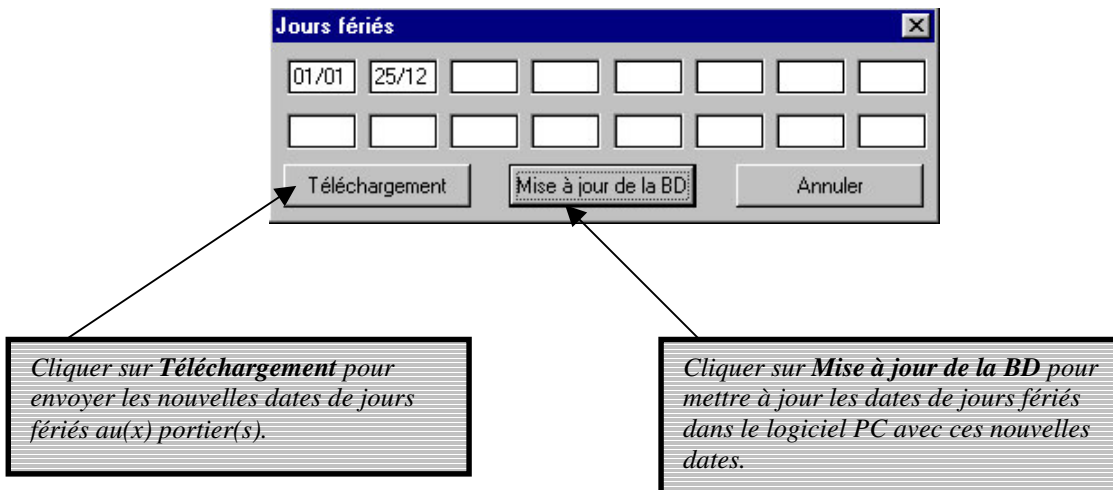 Jours fériés
01/01 25/12
Téléchargement Mise à jour de la BD Annuler
Cliquer sur Téléchargement pour
envoyer les nouvelles dates de jours
fériés au(x) portier(s).
Cliquer sur Mise à jour de la BD pour
mettre à jour les dates de jours fériés
dans le logiciel PC avec ces nouvelles
dates.